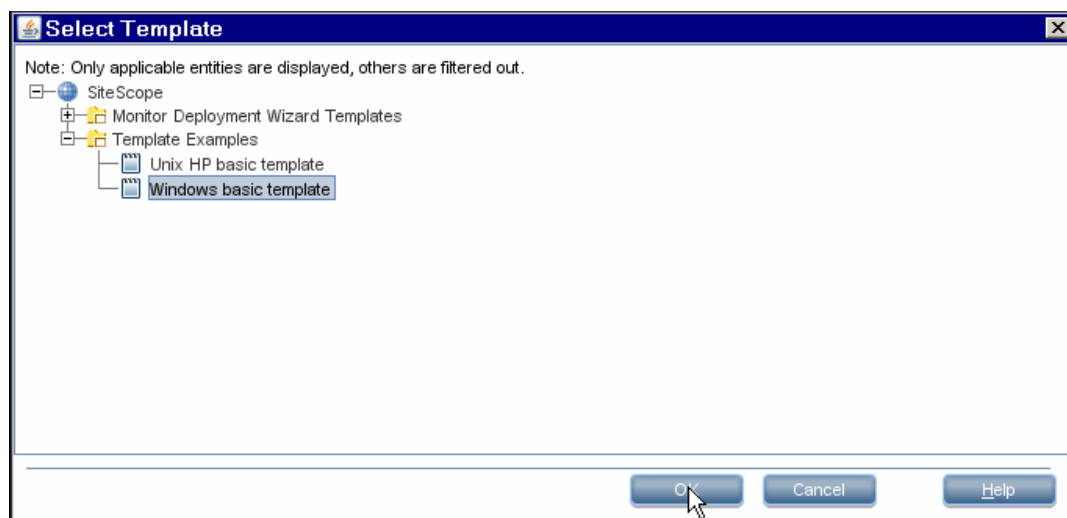 Select Template
Note: Only applicable entities are displayed, others are filtered out.
SiteScope
Monitor Deployment Wizard Templates
Template Examples
Unix HP basic template
Windows basic template
OK Cancel Help